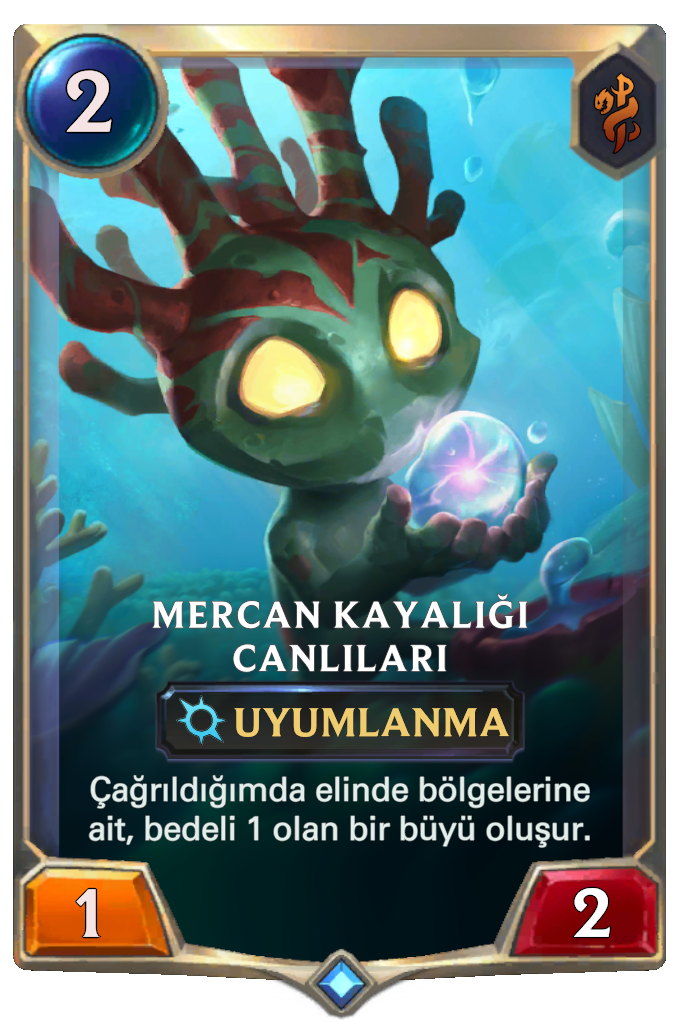 2
MERCAN KAYALIĞI
CANLILARI
UYUMLANMA
Çağrıldığımda elinde bölgelerine
ait, bedeli 1 olan bir büyü oluşur.
1
2